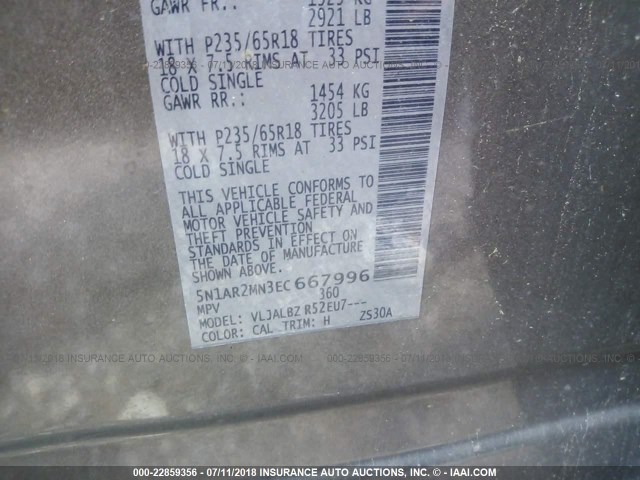 GAWR FR.: 1325 KG
2921 LB
WITH P235/65R18 TIRES
18 X 7.5 RIMS AT 33 PSI
COLD SINGLE
GAWR RR.: 1454 KG
3205 LB
WITH P235/65R18 TIRES
18 X 7.5 RIMS AT 33 PSI
COLD SINGLE
THIS VEHICLE CONFORMS TO
ALL APPLICABLE FEDERAL
MOTOR VEHICLE SAFETY AND
THEFT PREVENTION
STANDARDS IN EFFECT ON
THE DATE OF MANUFACTURE
SHOWN ABOVE.
5N1AR2MN3EC667996
MPV 360
MODEL: VLJALBZ R52EU7---
COLOR: CAL TRIM: H ZS30A
000-22859356 - 07/11/2018 INSURANCE AUTO AUCTIONS, INC. - © - IAAI.COM